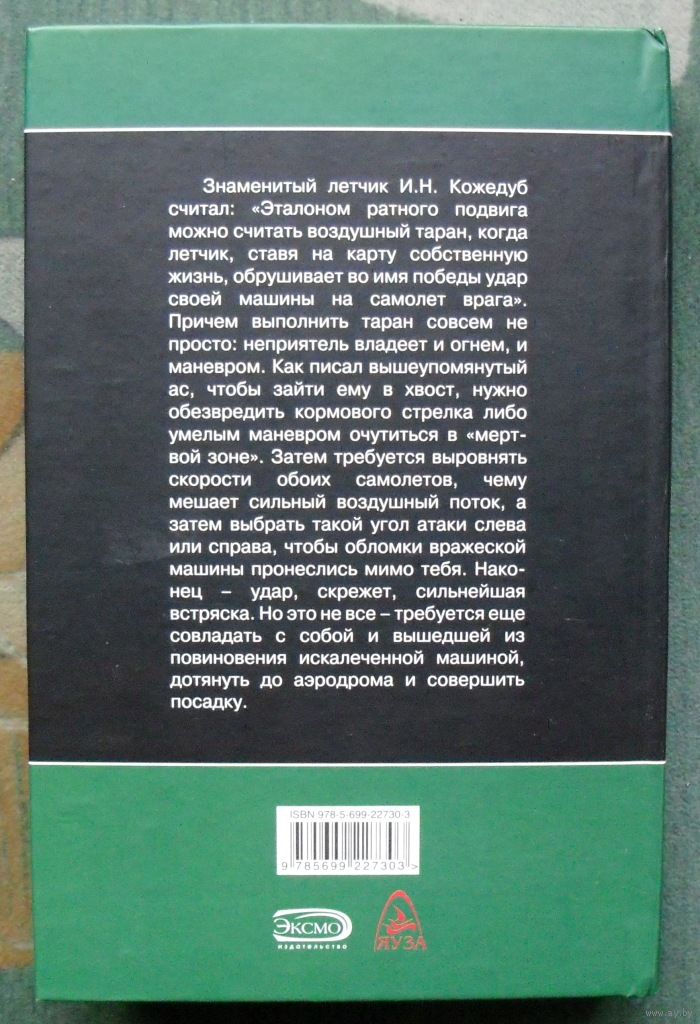 Знаменитый летчик И.Н. Кожедуб
считал: «Эталоном ратного подвига
можно считать воздушный таран, когда
летчик, ставя на карту собственную
жизнь, обрушивает во имя победы удар
своей машины на самолет врага».
Причем выполнить таран совсем не
просто: неприятель владеет и огнем, и
маневром. Как писал вышеупомянутый
ас, чтобы зайти ему в хвост, нужно
обезвредить кормового стрелка либо
умелым маневром очутиться в «мерт-
вой зоне». Затем требуется выровнять
скорости обоих самолетов, чему
мешает сильный воздушный поток, а
затем выбрать такой угол атаки слева
или справа, чтобы обломки вражеской
машины пронеслись мимо тебя. Нако-
нец – удар, скрежет, сильнейшая
встряска. Но это не все – требуется еще
совладать с собой и вышедшей из
повиновения искалеченной машиной,
дотянуть до аэродрома и совершить
посадку.
ISBN 978-5-699-22730-3
9 785699 227303 >
ЭКСМО
ИЗДАТЕЛЬСТВО
ЯУЗА
www.ay.by